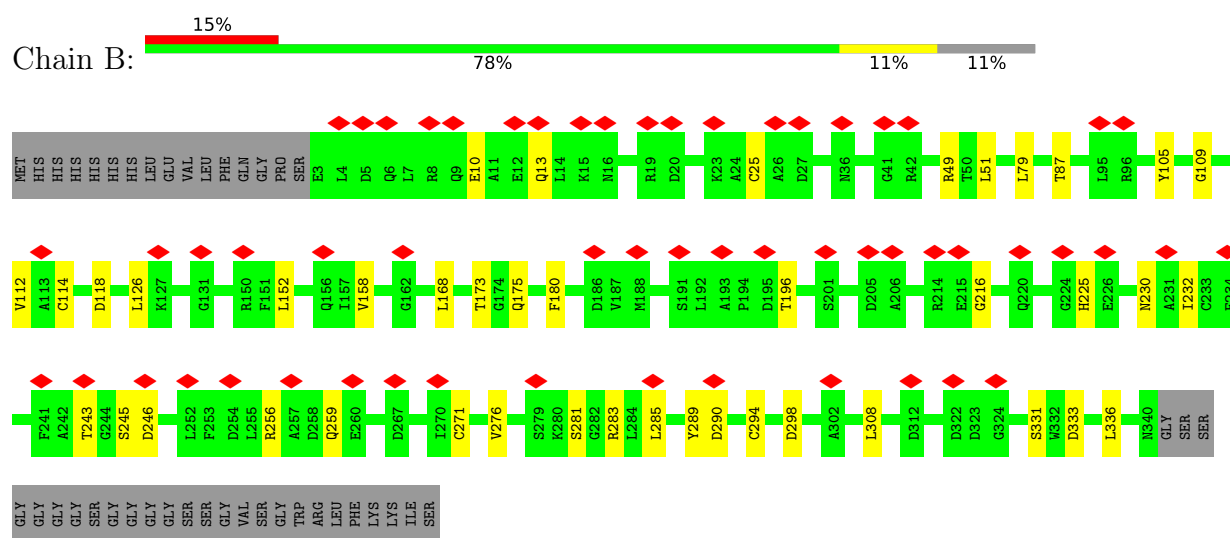 15%
Chain B:
78% 11% 11%
MET HIS HIS HIS HIS HIS HIS LEU GLU VAL LEU PHE GLN GLY PRO SER E3 L4 D5 Q6 L7 R8 Q9 E10 A11 E12 Q13 L14 K15 N16 R19 D20 K23 A24 C25 A26 D27 N36 G41 R42 R49 T50 L51 L79 T87 L95 R96 Y105 G109
V112 A113 C114 D118 L126 K127 G131 R150 F151 L152 Q156 I157 V158 G162 L168 T173 G174 Q175 F180 D186 V187 M188 S191 L192 A193 P194 D195 T196 S201 D205 A206 R214 E215 G216 Q220 G224 H225 E226 N230 A231 I232 C233
F241 A242 T243 G244 S245 D246 L252 F253 D254 L255 R256 A257 D258 Q259 E260 D267 I270 C271 V276 S279 K280 S281 G282 R283 L284 L285 Y289 D290 C294 D298 A302 L308 D312 D322 D323 G324 S331 W332 D333 L336 N340 GLY SER SER
GLY GLY GLY GLY SER GLY GLY GLY GLY SER SER GLY VAL SER GLY TRP ARG LEU PHE LYS LYS ILE SER